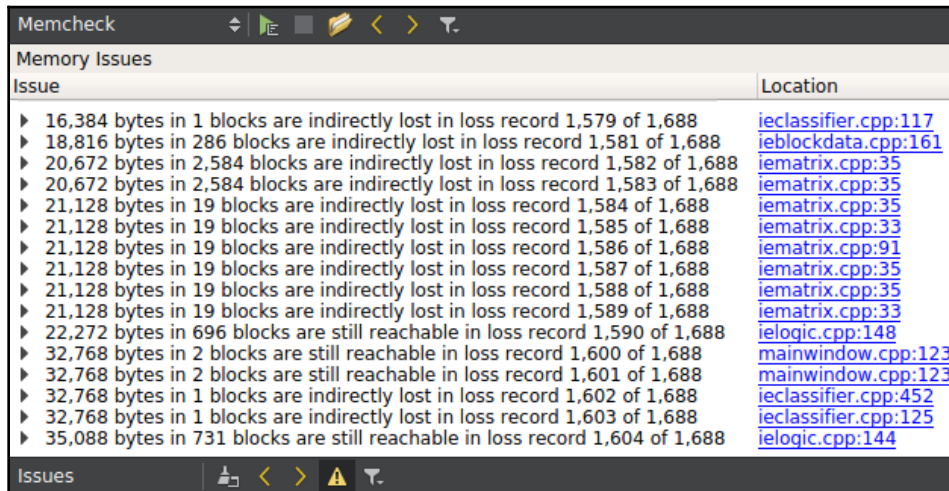 Memcheck
Memory Issues
Issue Location
16,384 bytes in 1 blocks are indirectly lost in loss record 1,579 of 1,688 ieclassifier.cpp:117
18,816 bytes in 286 blocks are indirectly lost in loss record 1,581 of 1,688 ieblockdata.cpp:161
20,672 bytes in 2,584 blocks are indirectly lost in loss record 1,582 of 1,688 iematrix.cpp:35
20,672 bytes in 2,584 blocks are indirectly lost in loss record 1,583 of 1,688 iematrix.cpp:35
21,128 bytes in 19 blocks are indirectly lost in loss record 1,584 of 1,688 iematrix.cpp:35
21,128 bytes in 19 blocks are indirectly lost in loss record 1,585 of 1,688 iematrix.cpp:33
21,128 bytes in 19 blocks are indirectly lost in loss record 1,586 of 1,688 iematrix.cpp:91
21,128 bytes in 19 blocks are indirectly lost in loss record 1,587 of 1,688 iematrix.cpp:35
21,128 bytes in 19 blocks are indirectly lost in loss record 1,588 of 1,688 iematrix.cpp:35
21,128 bytes in 19 blocks are indirectly lost in loss record 1,589 of 1,688 iematrix.cpp:33
22,272 bytes in 696 blocks are still reachable in loss record 1,590 of 1,688 ielogic.cpp:148
32,768 bytes in 2 blocks are still reachable in loss record 1,600 of 1,688 mainwindow.cpp:123
32,768 bytes in 2 blocks are still reachable in loss record 1,601 of 1,688 mainwindow.cpp:123
32,768 bytes in 1 blocks are indirectly lost in loss record 1,602 of 1,688 ieclassifier.cpp:452
32,768 bytes in 1 blocks are indirectly lost in loss record 1,603 of 1,688 ieclassifier.cpp:125
35,088 bytes in 731 blocks are still reachable in loss record 1,604 of 1,688 ielogic.cpp:144
Issues